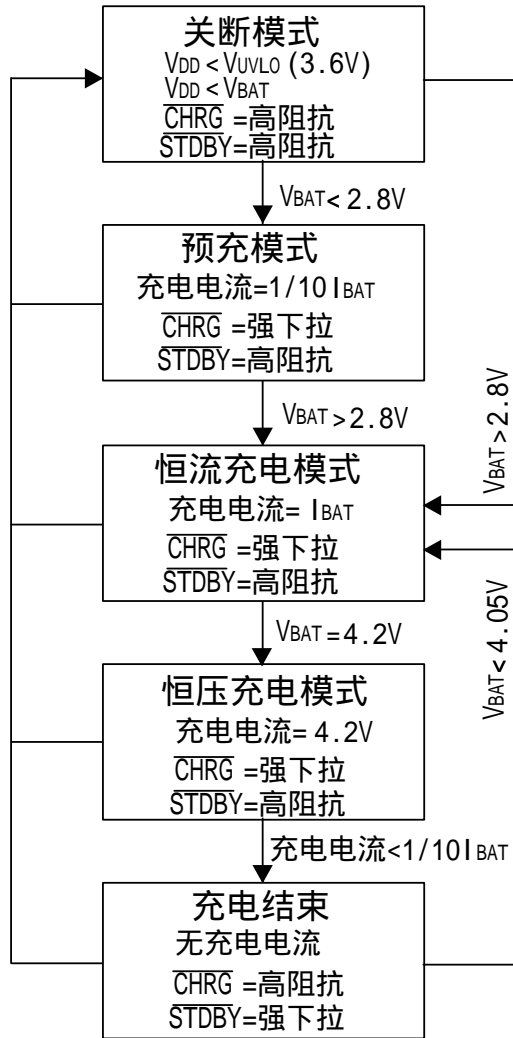 关断模式
VDD < VUVLO (3.6V)
VDD < VBAT
CHRG =高阻抗
STDBY=高阻抗
VBAT< 2.8V
预充模式
充电电流=1/10IBAT
CHRG =强下拉
STDBY=高阻抗
VBAT>2.8V
恒流充电模式
充电电流= IBAT
CHRG =强下拉
STDBY=高阻抗
VBAT>2.8V
VBAT< 4.05V
VBAT=4.2V
恒压充电模式
充电电流= 4.2V
CHRG =强下拉
STDBY=高阻抗
充电电流<1/10IBAT
充电结束
无充电电流
CHRG =高阻抗
STDBY=强下拉